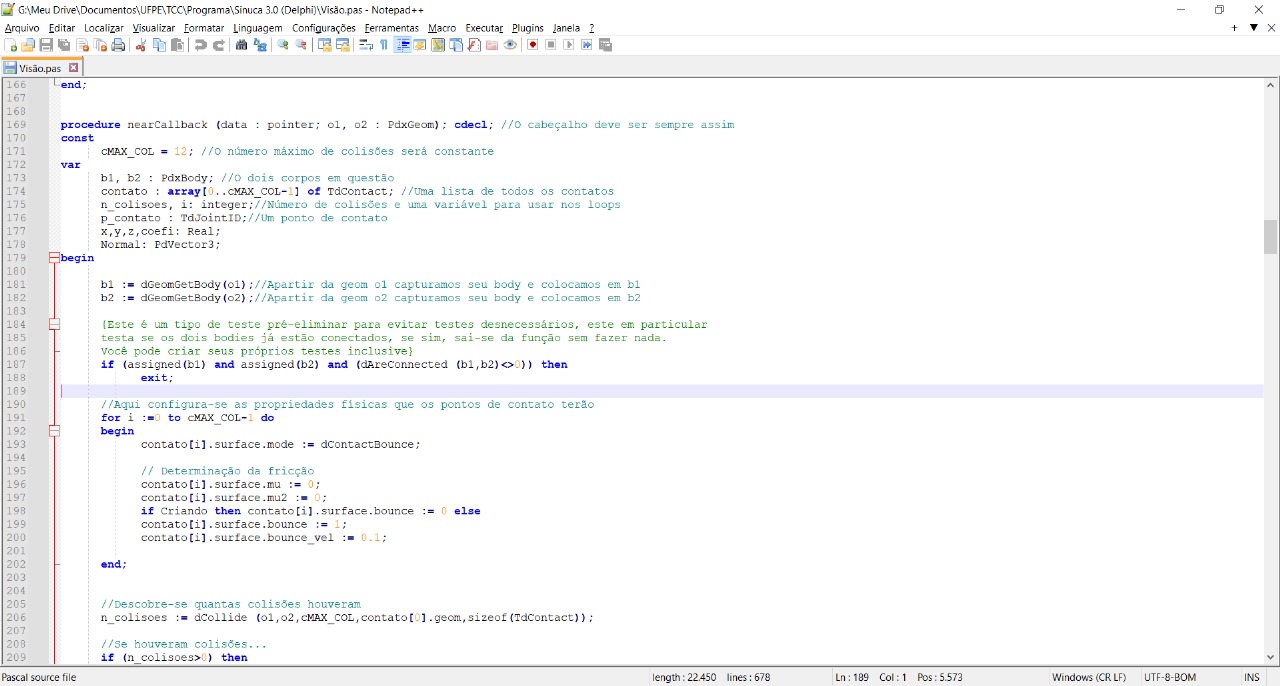 G:\Meu Drive\Documentos\UFPE\TCC\Programa\Sinuca 3.0 (Delphi)\Visão.pas - Notepad++
Arquivo Editar Localizar Visualizar Formatar Linguagem Configurações Ferramentas Macro Executar Plugins Janela ?
Visão.pas
166 end;
167
168
169 procedure nearCallback (data : pointer; o1, o2 : PdxGeom); cdecl; //O cabeçalho deve ser sempre assim
170 const
171 cMAX_COL = 12; //O número máximo de colisões será constante
172 var
173 b1, b2 : PdxBody; //O dois corpos em questão
174 contato : array[0..cMAX_COL-1] of TdContact; //Uma lista de todos os contatos
175 n_colisoes, i: integer;//Número de colisões e uma variável para usar nos loops
176 p_contato : TdJointID;//Um ponto de contato
177 x,y,z,coefi: Real;
178 Normal: PdVector3;
179 begin
180
181 b1 := dGeomGetBody(o1);//Apartir da geom o1 capturamos seu body e colocamos em b1
182 b2 := dGeomGetBody(o2);//Apartir da geom o2 capturamos seu body e colocamos em b2
183
184 {Este é um tipo de teste pré-eliminar para evitar testes desnecessários, este em particular
185 testa se os dois bodies já estão conectados, se sim, sai-se da função sem fazer nada.
186 Você pode criar seus próprios testes inclusive}
187 if (assigned(b1) and assigned(b2) and (dAreConnected (b1,b2)<>0)) then
188 exit;
189
190 //Aqui configura-se as propriedades físicas que os pontos de contato terão
191 for i :=0 to cMAX_COL-1 do
192 begin
193 contato[i].surface.mode := dContactBounce;
194
195 // Determinação da fricção
196 contato[i].surface.mu := 0;
197 contato[i].surface.mu2 := 0;
198 if Criando then contato[i].surface.bounce := 0 else
199 contato[i].surface.bounce := 1;
200 contato[i].surface.bounce_vel := 0.1;
201
202 end;
203
204
205 //Descobre-se quantas colisões houveram
206 n_colisoes := dCollide (o1,o2,cMAX_COL,contato[0].geom,sizeof(TdContact));
207
208 //Se houveram colisões...
209 if (n_colisoes>0) then
Pascal source file length : 22.450 lines : 678 Ln : 189 Col : 1 Pos : 5.573 Windows (CR LF) UTF-8-BOM INS